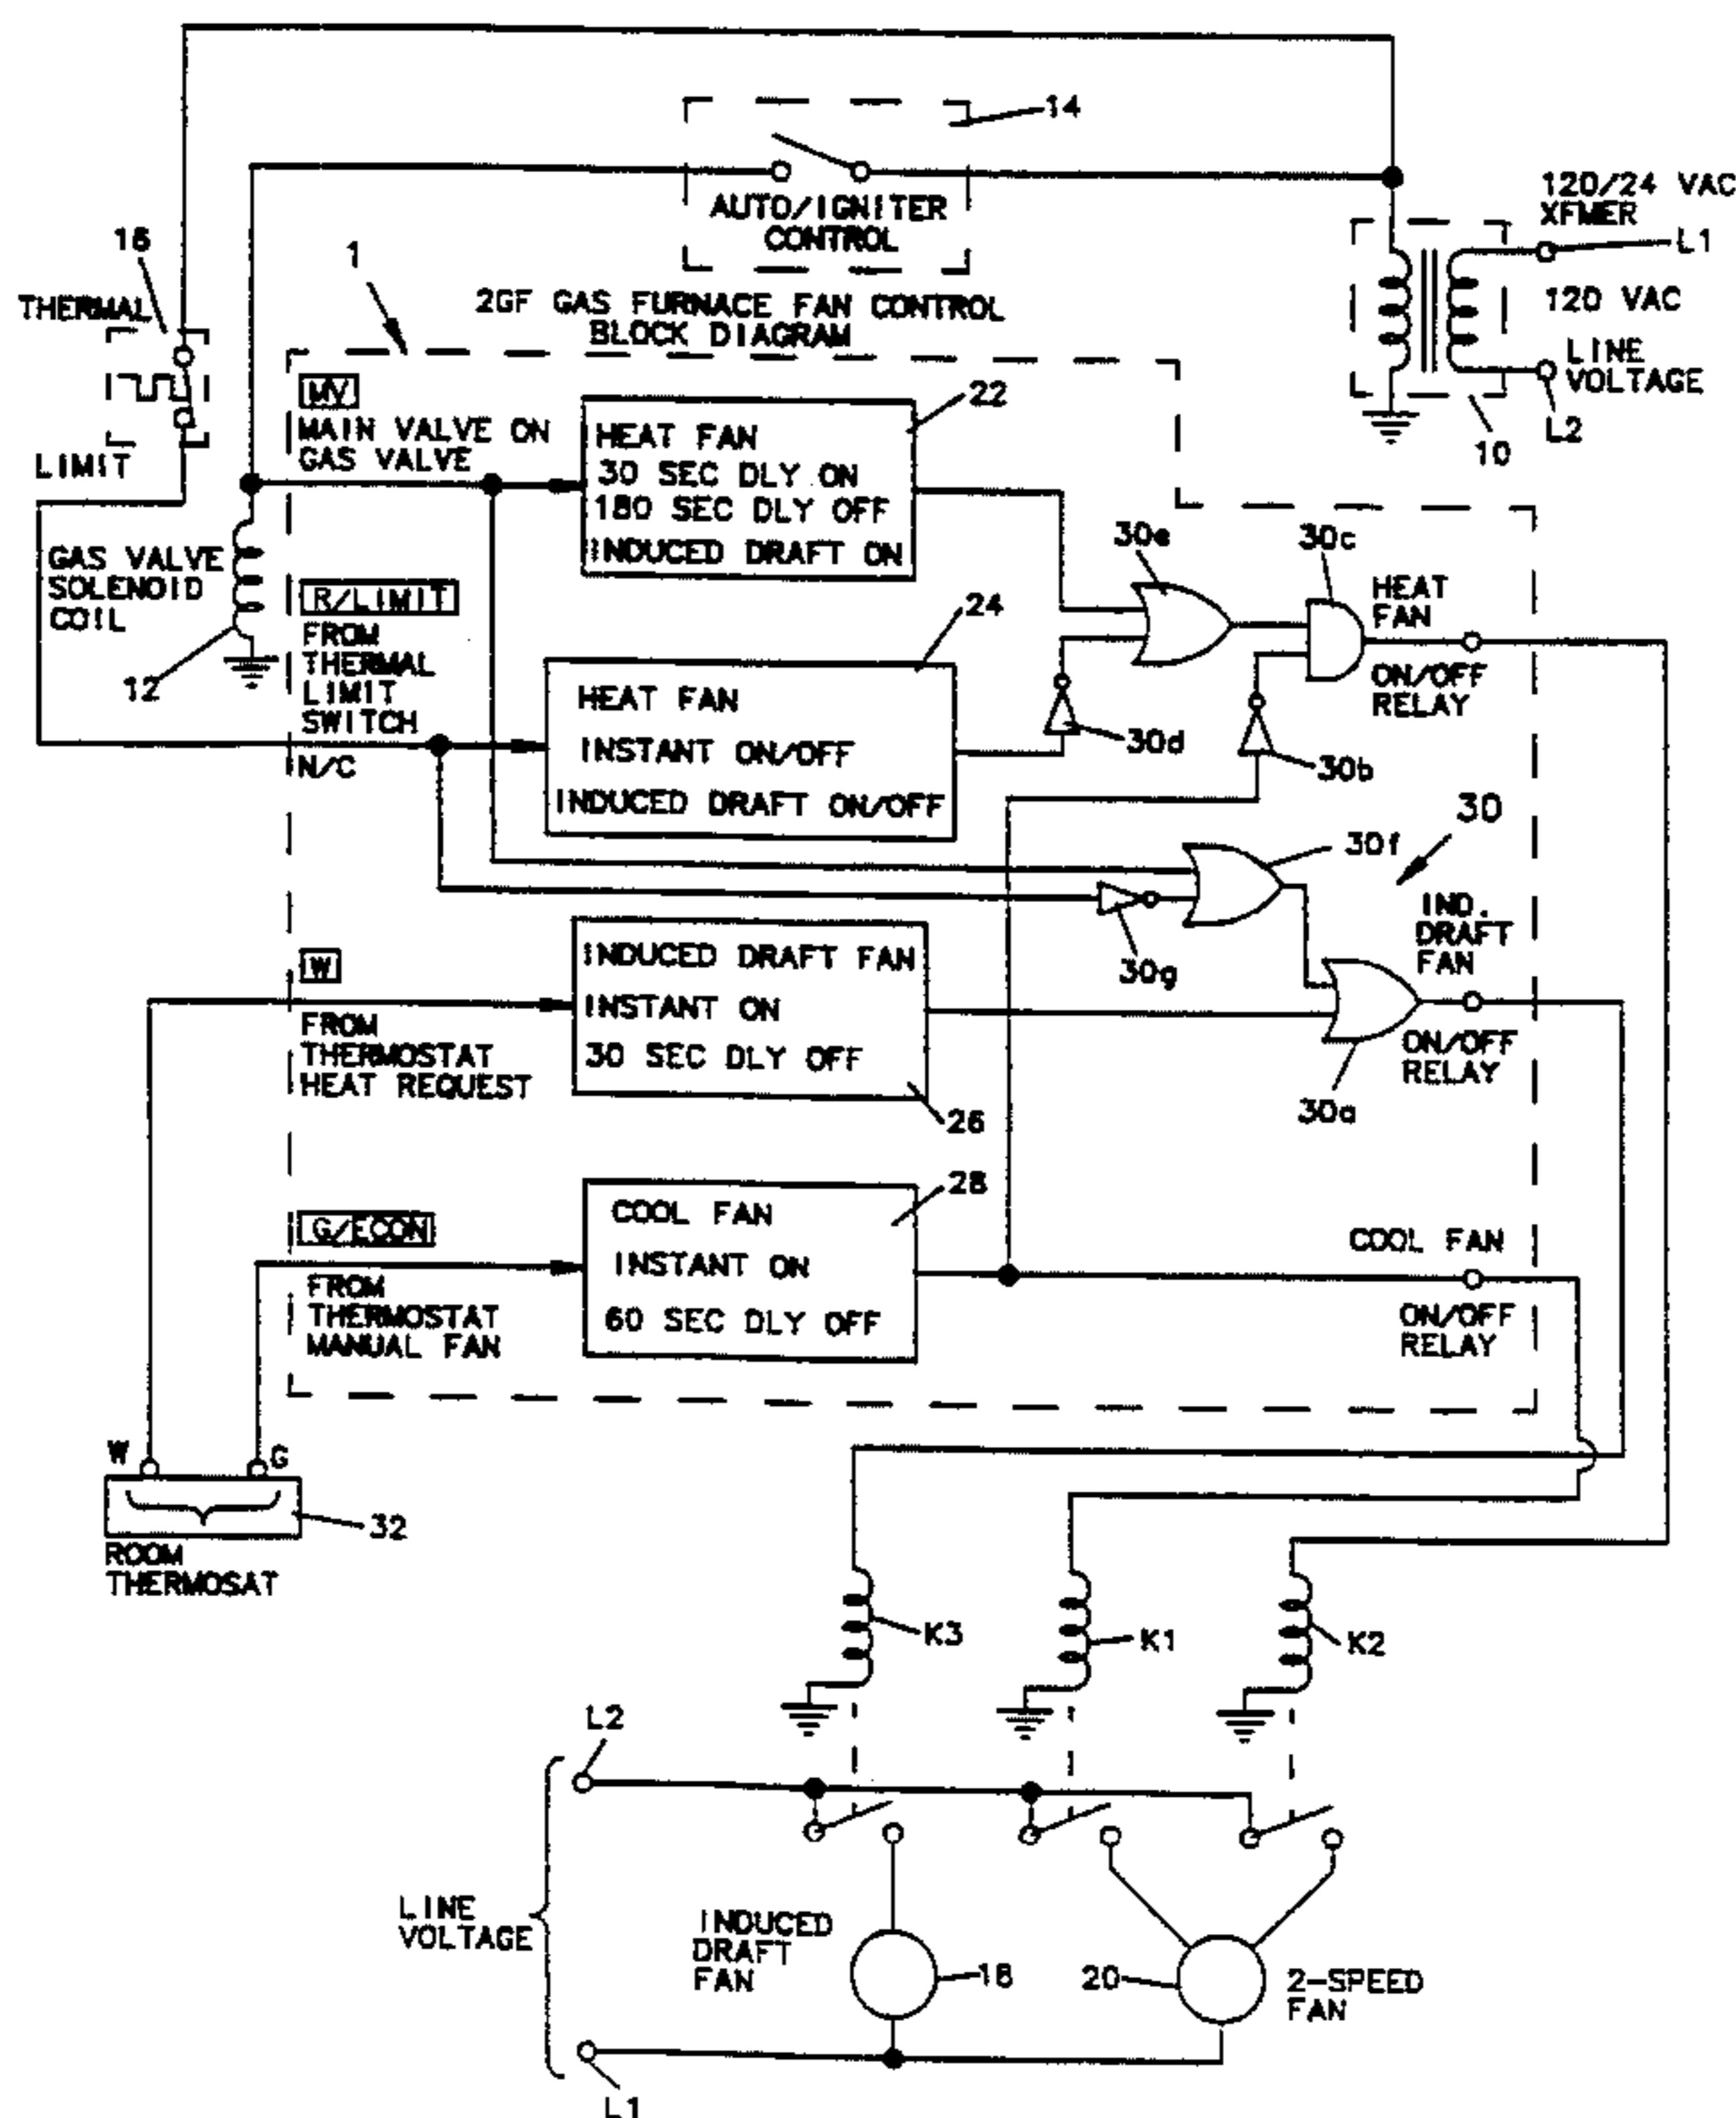 14
AUTO/IGNITER
CONTROL
120/24 VAC
XFMER
L1
120 VAC
LINE
VOLTAGE
L2
10
16
THERMAL
LIMIT
1
2GF GAS FURNACE FAN CONTROL
BLOCK DIAGRAM
MV
MAIN VALVE ON
GAS VALVE
HEAT FAN
30 SEC DLY ON
180 SEC DLY OFF
INDUCED DRAFT ON
22
GAS VALVE
SOLENOID
COIL
12
R/LIMIT
FROM
THERMAL
LIMIT
SWITCH
N/C
HEAT FAN
INSTANT ON/OFF
INDUCED DRAFT ON/OFF
24
30e
30c
HEAT
FAN
ON/OFF
RELAY
30d
30b
30
30f
30g
IND.
DRAFT
FAN
ON/OFF
RELAY
30a
W
FROM
THERMOSTAT
HEAT REQUEST
INDUCED DRAFT FAN
INSTANT ON
30 SEC DLY OFF
26
G/ECON
FROM
THERMOSTAT
MANUAL FAN
COOL FAN
INSTANT ON
60 SEC DLY OFF
28
COOL FAN
ON/OFF
RELAY
W
G
32
ROOM
THERMOSAT
K3
K1
K2
L2
LINE
VOLTAGE
INDUCED
DRAFT
FAN
18
20
2-SPEED
FAN
L1